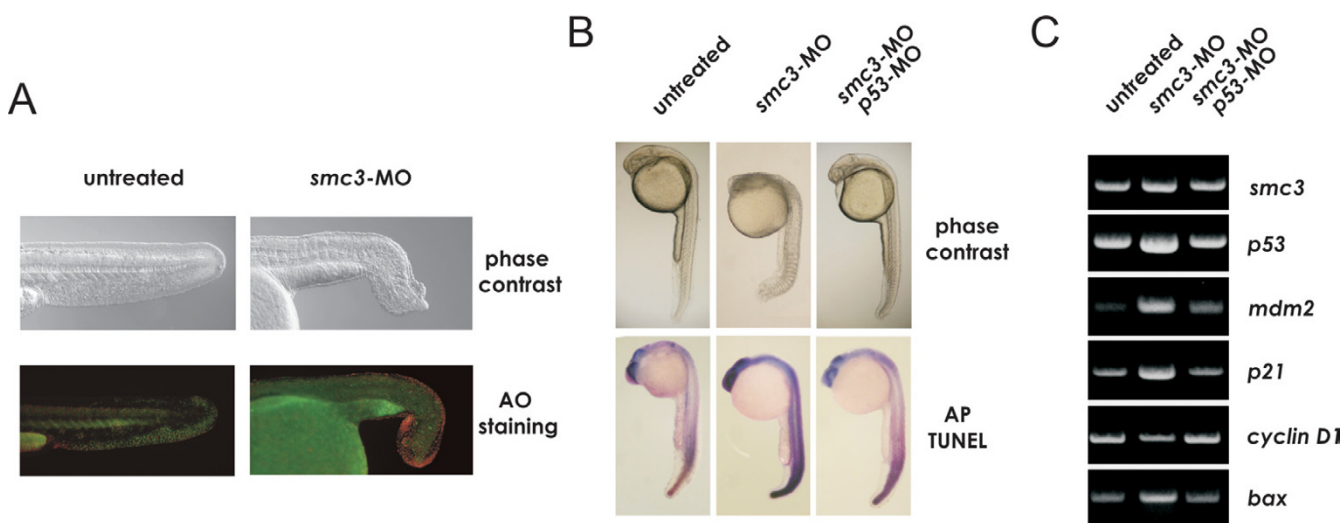 A
untreated
smc3-MO
phase
contrast
AO
staining
B
untreated
smc3-MO
smc3-MO
p53-MO
phase
contrast
AP
TUNEL
C
untreated
smc3-MO
smc3-MO
p53-MO
smc3
p53
mdm2
p21
cyclin D1
bax